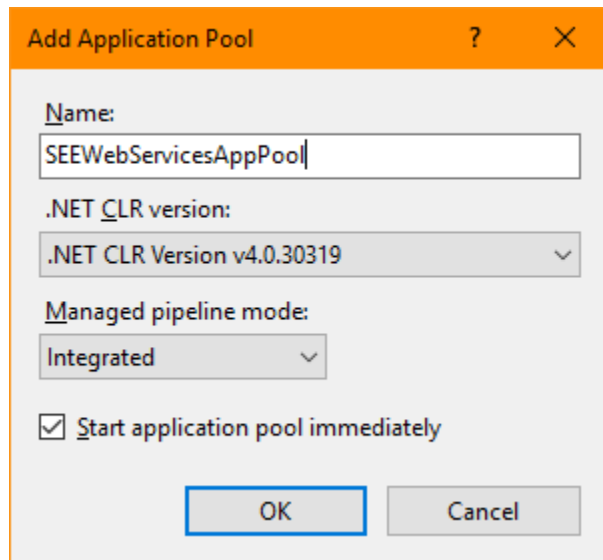 Add Application Pool ?
Name:
SEEWebServicesAppPool
.NET CLR version:
.NET CLR Version v4.0.30319
Managed pipeline mode:
Integrated
Start application pool immediately
OK Cancel